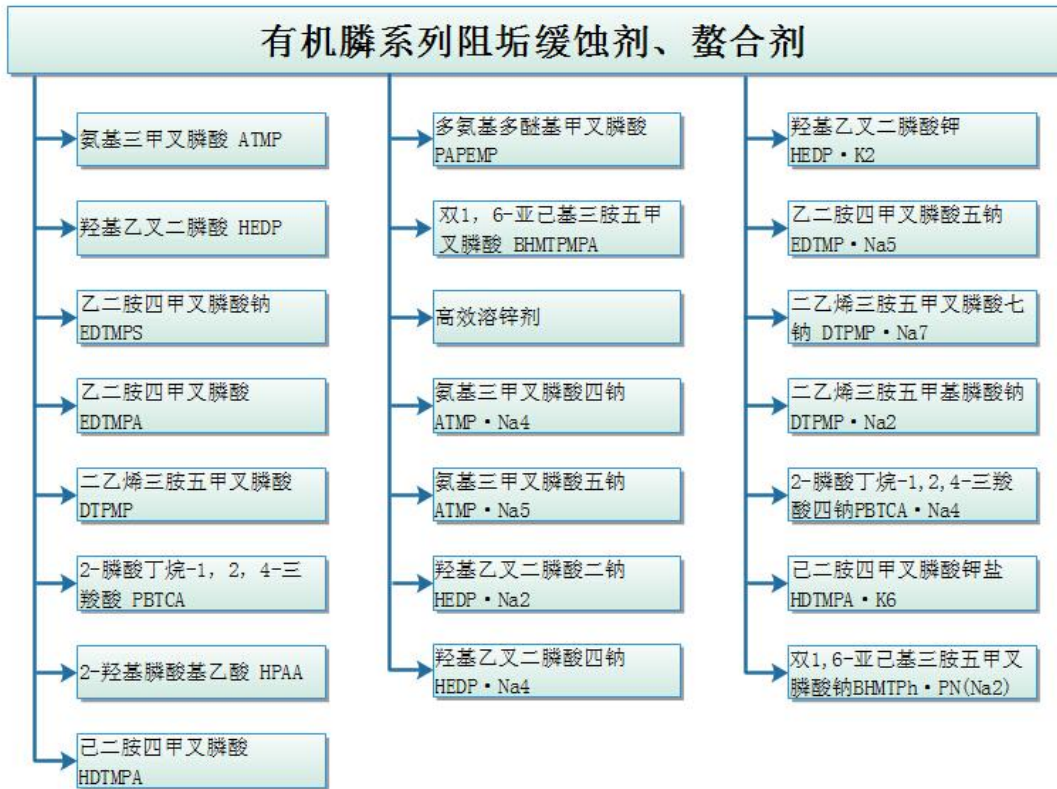 有机膦系列阻垢缓蚀剂、螯合剂
氨基三甲叉膦酸 ATMP
羟基乙叉二膦酸 HEDP
乙二胺四甲叉膦酸钠
EDTMPS
乙二胺四甲叉膦酸
EDTMPA
二乙烯三胺五甲叉膦酸
DTPMP
2-膦酸丁烷-1, 2, 4-三
羧酸 PBTCA
2-羟基膦酸基乙酸 HPAA
己二胺四甲叉膦酸
HDTMPA
多氨基多醚基甲叉膦酸
PAPEMP
双1, 6-亚己基三胺五甲
叉膦酸 BHMTPMPA
高效溶锌剂
氨基三甲叉膦酸四钠
ATMP·Na4
氨基三甲叉膦酸五钠
ATMP·Na5
羟基乙叉二膦酸二钠
HEDP·Na2
羟基乙叉二膦酸四钠
HEDP·Na4
羟基乙叉二膦酸钾
HEDP·K2
乙二胺四甲叉膦酸五钠
EDTMP·Na5
二乙烯三胺五甲叉膦酸七
钠 DTPMP·Na7
二乙烯三胺五甲基膦酸钠
DTPMP·Na2
2-膦酸丁烷-1,2,4-三羧
酸四钠PBTCA·Na4
己二胺四甲叉膦酸钾盐
HDTMPA·K6
双1,6-亚己基三胺五甲叉
膦酸钠BHMTPh·PN(Na2)